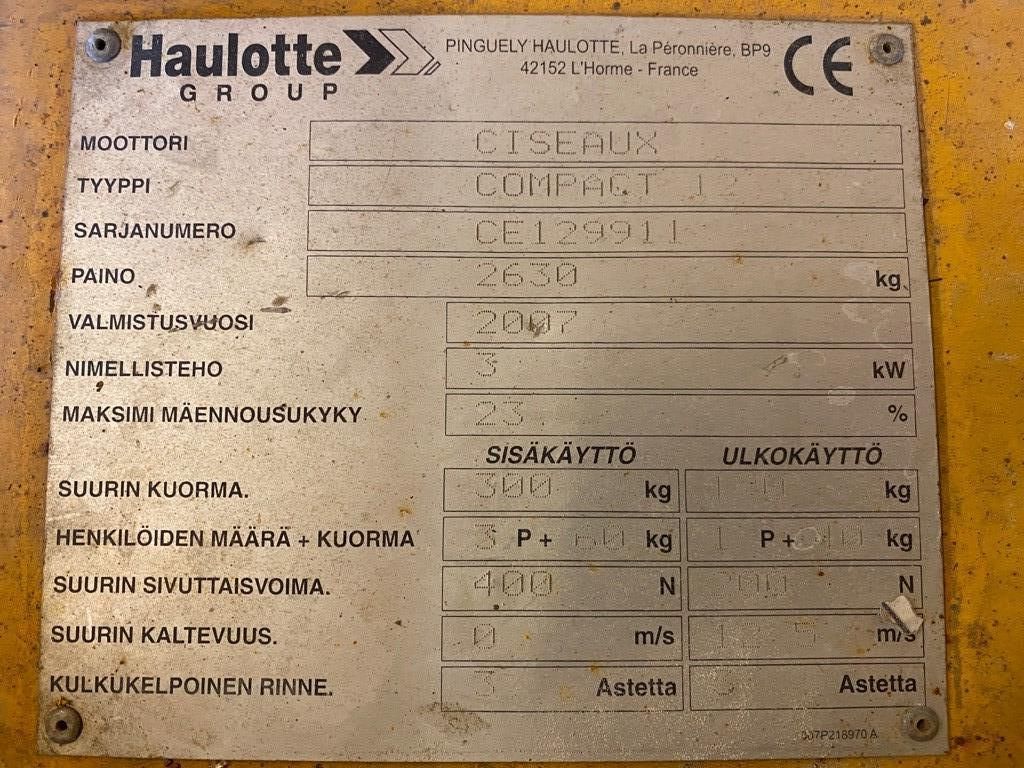 Haulotte
GROUP
PINGUELY HAULOTTE, La Péronnière, BP9
42152 L'Horme - France
CE
MOOTTORI CISEAUX
TYYPPI COMPACT 12
SARJANUMERO CE129911
PAINO 2630 kg
VALMISTUSVUOSI 2007
NIMELLISTEHO 3 kW
MAKSIMI MÄENNOUSUKYKY 23 %
SISÄKÄYTTÖ ULKOKÄYTTÖ
SUURIN KUORMA. 300 kg kg
HENKILÖIDEN MÄÄRÄ + KUORMA 3 P + 60 kg 1 P + kg
SUURIN SIVUTTAISVOIMA. 400 N 200 N
SUURIN KALTEVUUS. 0 m/s m/s
KULKUKELPOINEN RINNE. 3 Astetta 3 Astetta
307P218970 A